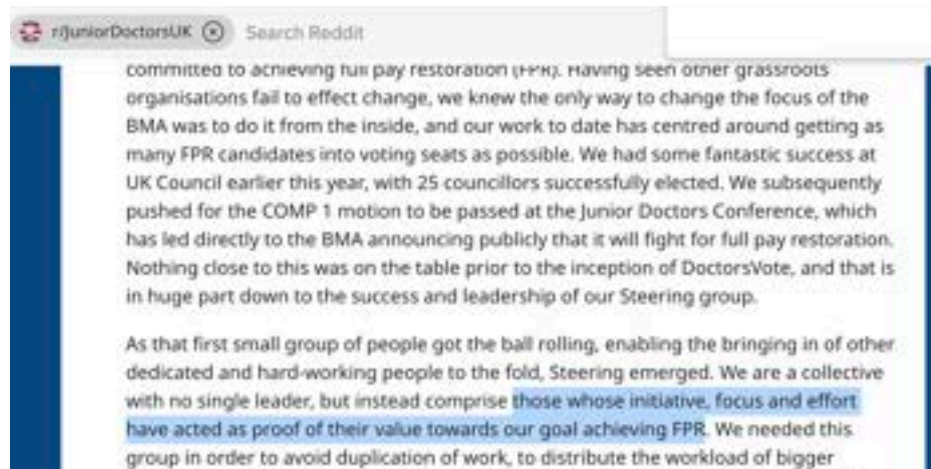 r/JuniorDoctorsUK Search Reddit
committed to achieving full pay restoration (FPR). Having seen other grassroots
organisations fail to effect change, we knew the only way to change the focus of the
BMA was to do it from the inside, and our work to date has centred around getting as
many FPR candidates into voting seats as possible. We had some fantastic success at
UK Council earlier this year, with 25 councillors successfully elected. We subsequently
pushed for the COMP 1 motion to be passed at the Junior Doctors Conference, which
has led directly to the BMA announcing publicly that it will fight for full pay restoration.
Nothing close to this was on the table prior to the inception of DoctorsVote, and that is
in huge part down to the success and leadership of our Steering group.
As that first small group of people got the ball rolling, enabling the bringing in of other
dedicated and hard-working people to the fold, Steering emerged. We are a collective
with no single leader, but instead comprise those whose initiative, focus and effort
have acted as proof of their value towards our goal achieving FPR. We needed this
group in order to avoid duplication of work, to distribute the workload of bigger